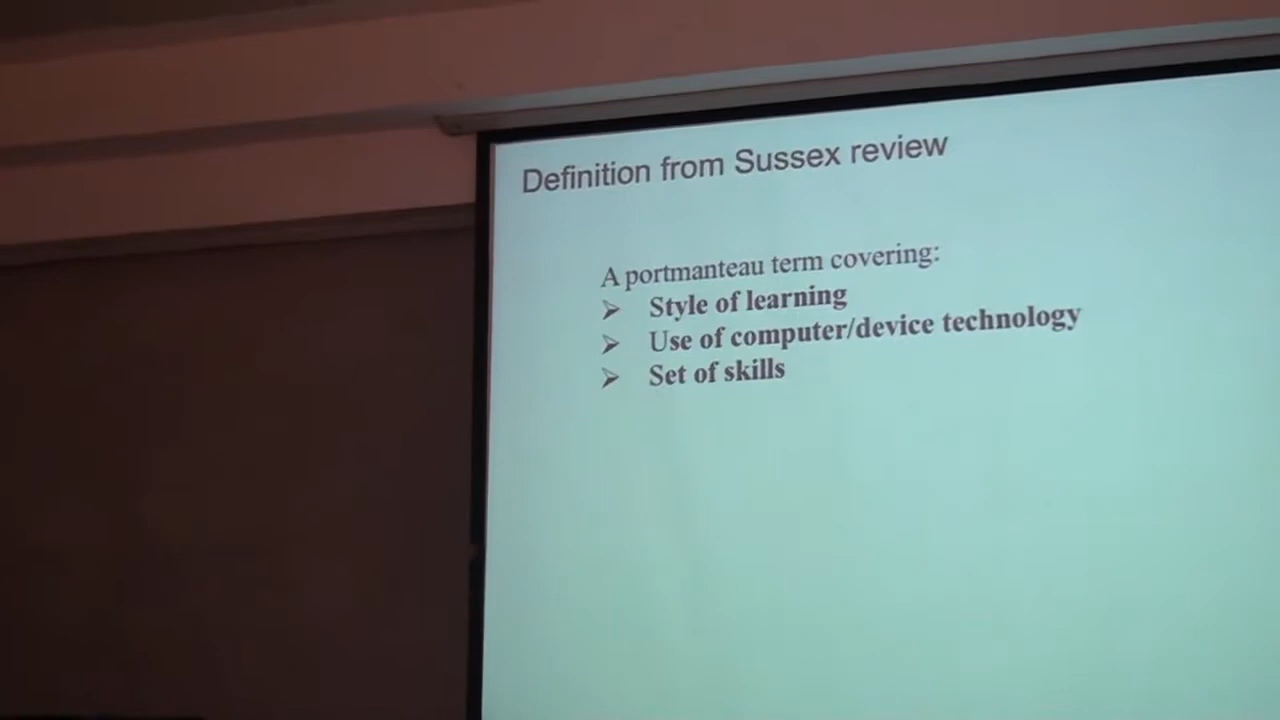 Definition from Sussex review
A portmanteau term covering:
➢ Style of learning
➢ Use of computer/device technology
➢ Set of skills